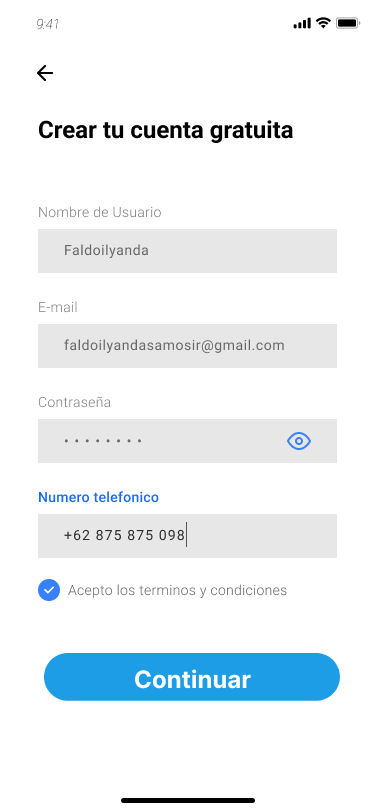 9:41
Crear tu cuenta gratuita
Nombre de Usuario
Faldoilyanda
E-mail
faldoilyandasamosir@gmail.com
Contraseña
• • • • • • • •
Numero telefonico
+62 875 875 098
Acepto los terminos y condiciones
Continuar